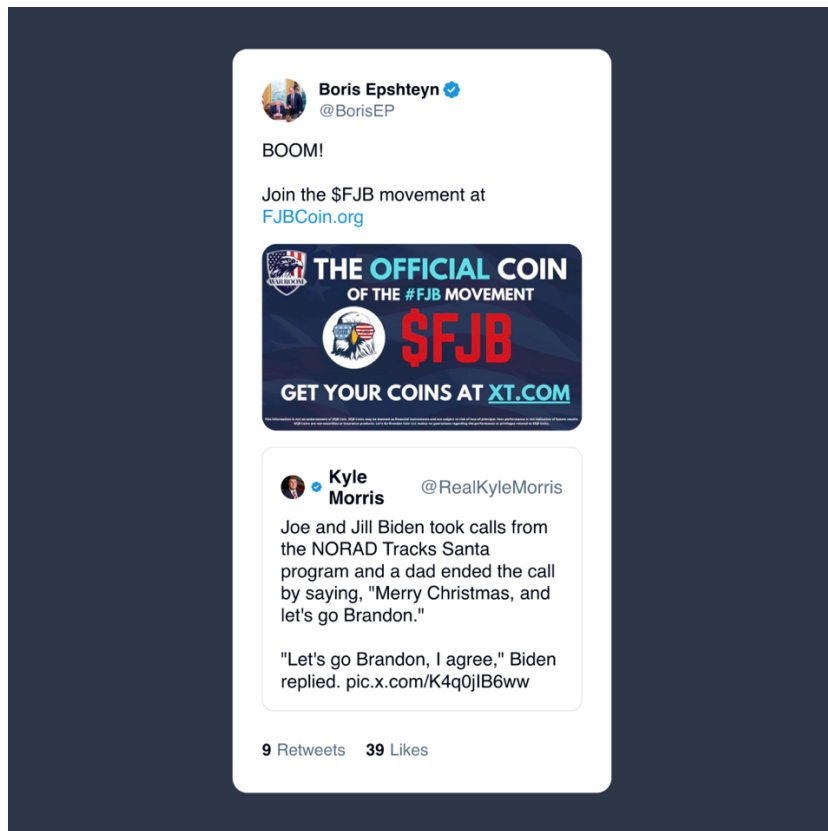 Boris Epshteyn
@BorisEP
BOOM!
Join the $FJB movement at
FJBCoin.org
WAR ROOM
THE OFFICIAL COIN
OF THE #FJB MOVEMENT
$FJB
GET YOUR COINS AT XT.COM
Kyle
Morris
@RealKyleMorris
Joe and Jill Biden took calls from
the NORAD Tracks Santa
program and a dad ended the call
by saying, "Merry Christmas, and
let's go Brandon."
"Let's go Brandon, I agree," Biden
replied. pic.x.com/K4q0jIB6ww
9 Retweets 39 Likes